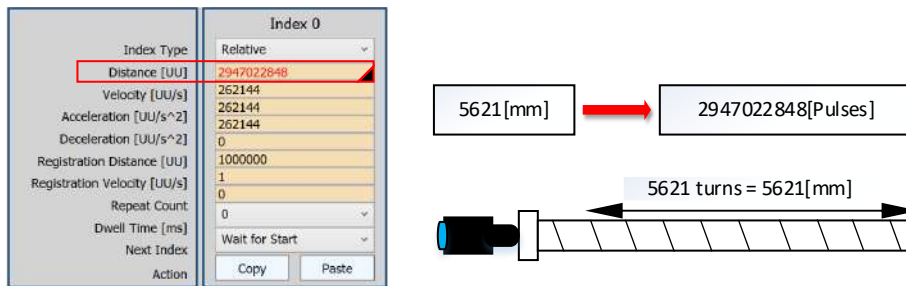 Index 0
Index Type
Relative
Distance [UU]
2947022848
Velocity [UU/s]
262144
Acceleration [UU/s^2]
262144
Deceleration [UU/s^2]
262144
Registration Distance [UU]
0
Registration Velocity [UU/s]
1000000
Repeat Count
1
Dwell Time [ms]
0
Next Index
0
Action
Wait for Start
Copy
Paste
5621[mm]
2947022848[Pulses]
5621 turns = 5621[mm]